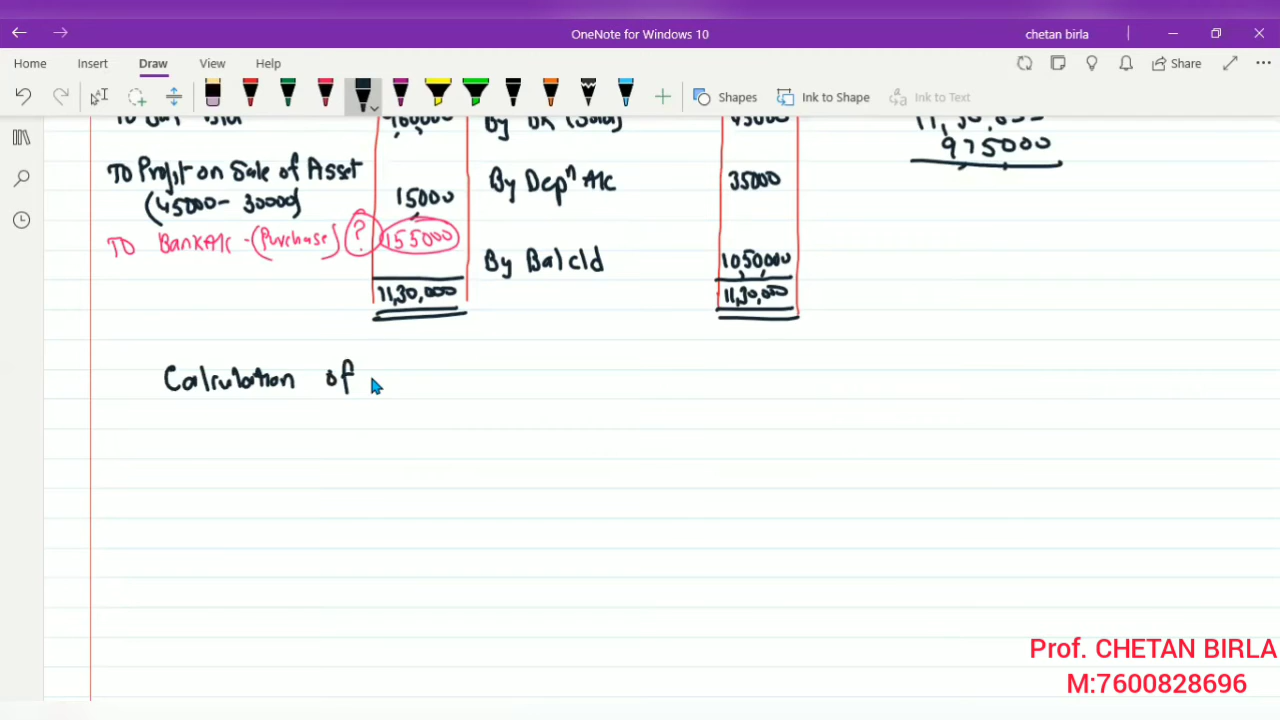 OneNote for Windows 10
chetan birla
Home Insert Draw View Help
Share
Shapes
Ink to Shape
Ink to Text
To Profit on Sale of Asset
(45000 - 30000)
15000
To Bank A/c - (Purchase) ? 155000
11,30,000
By Depⁿ A/c 35000
By Bal c/d 1050000
11,30,000
975000
Calculation of
Prof. CHETAN BIRLA
M:7600828696